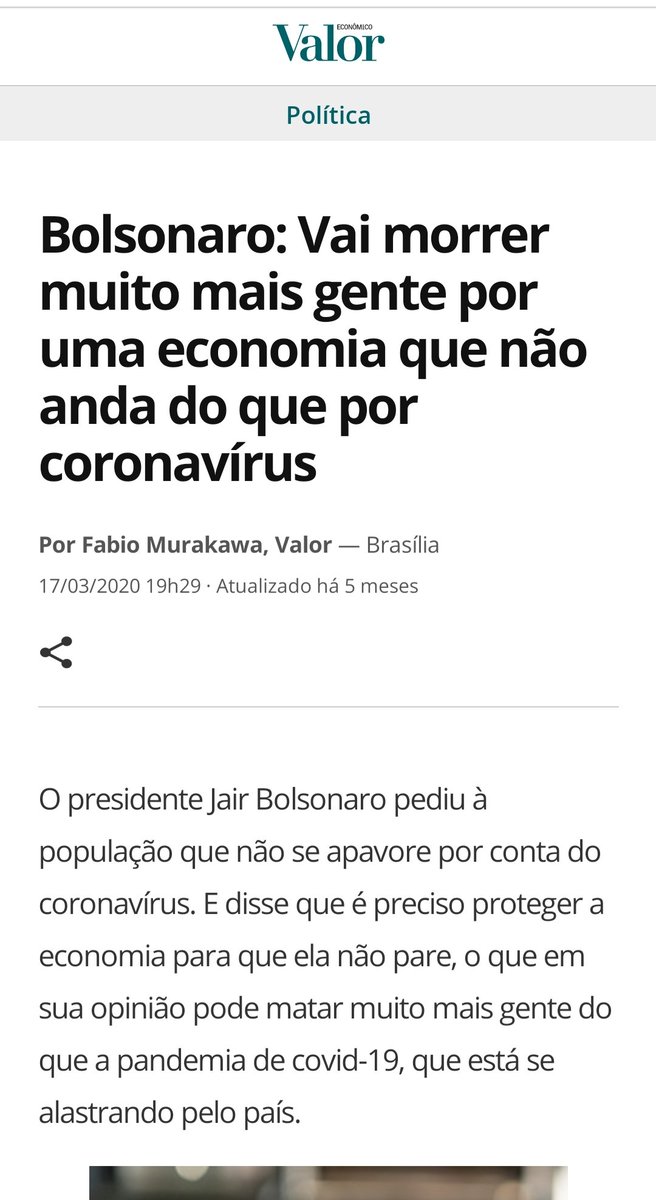 ECONÔMICO
Valor
Política
Bolsonaro: Vai morrer
muito mais gente por
uma economia que não
anda do que por
coronavírus
Por Fabio Murakawa, Valor — Brasília
17/03/2020 19h29 · Atualizado há 5 meses
O presidente Jair Bolsonaro pediu à
população que não se apavore por conta do
coronavírus. E disse que é preciso proteger a
economia para que ela não pare, o que em
sua opinião pode matar muito mais gente do
que a pandemia de covid-19, que está se
alastrando pelo país.